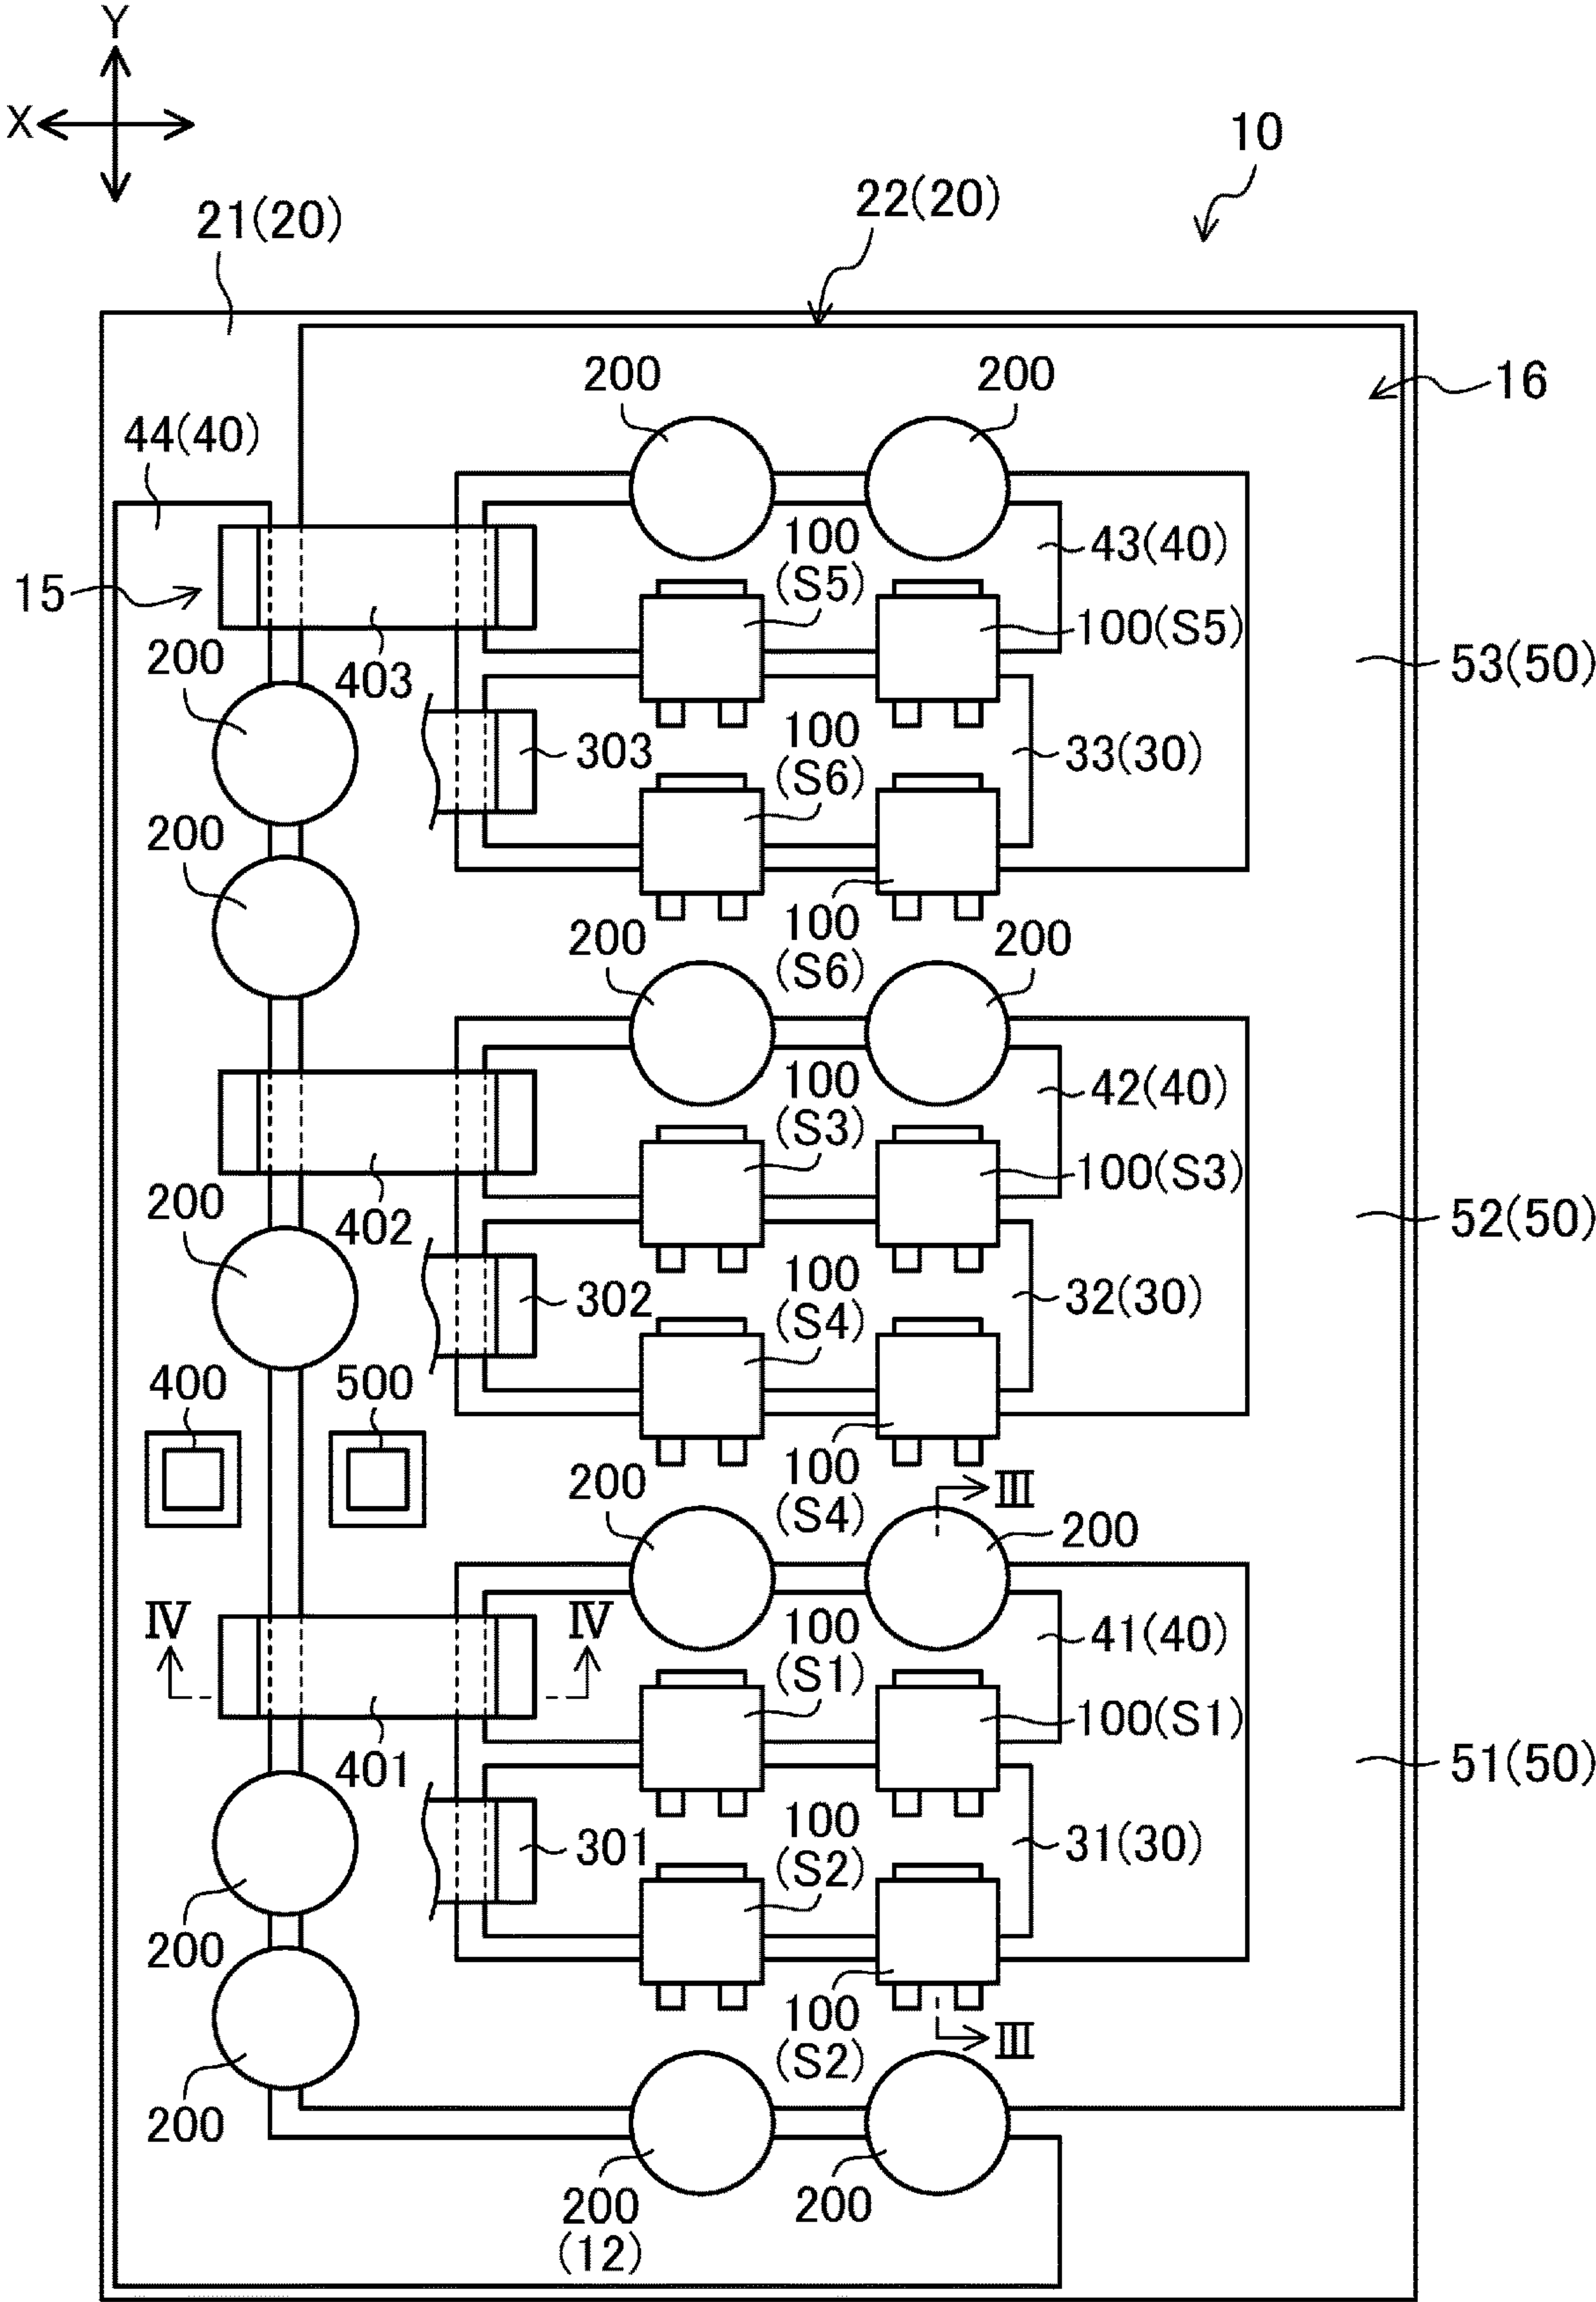 Y
X
10
21(20)
22(20)
16
200
200
44(40)
100
(S5)
43(40)
15
100(S5)
200
403
53(50)
303
100
(S6)
33(30)
200
200
100
(S6)
200
100
(S3)
42(40)
100(S3)
200
402
52(50)
302
100
(S4)
32(30)
400
500
200
100
(S4)
III
200
IV
IV
100
(S1)
41(40)
100(S1)
401
51(50)
301
100
(S2)
31(30)
200
100
(S2)
III
200
200
(12)
200